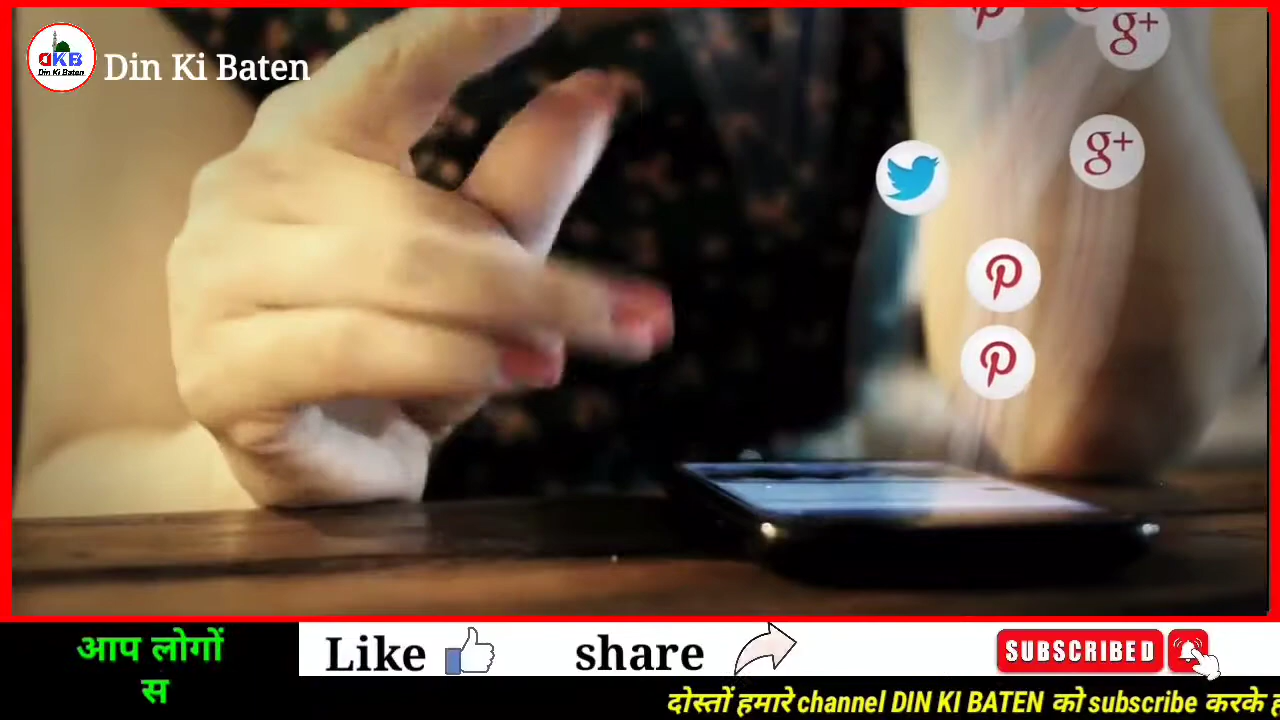 DKB
Din Ki Baten
Din Ki Baten
g+
g+
आप लोगों
स
Like
share
SUBSCRIBED
दोस्तों हमारे channel DIN KI BATEN को subscribe करके